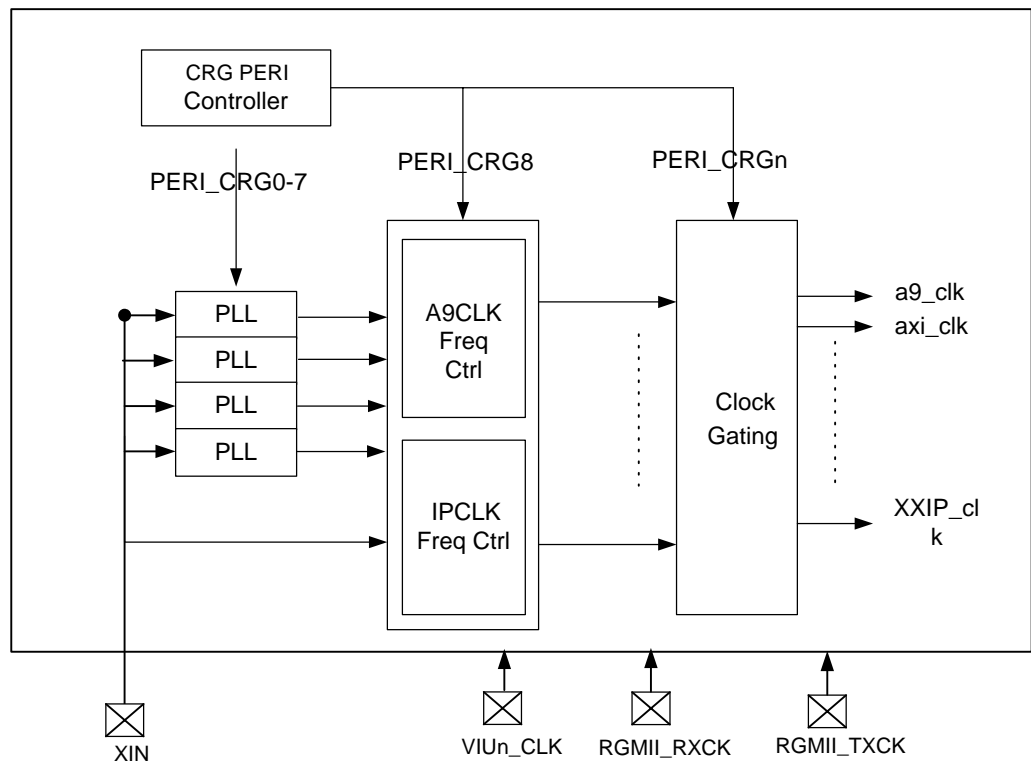 CRG PERI
Controller
PERI_CRG0-7
PERI_CRG8
PERI_CRGn
PLL
PLL
PLL
PLL
A9CLK
Freq
Ctrl
IPCLK
Freq Ctrl
Clock
Gating
a9_clk
axi_clk
XXIP_cl
k
XIN
VIUn_CLK
RGMII_RXCK
RGMII_TXCK